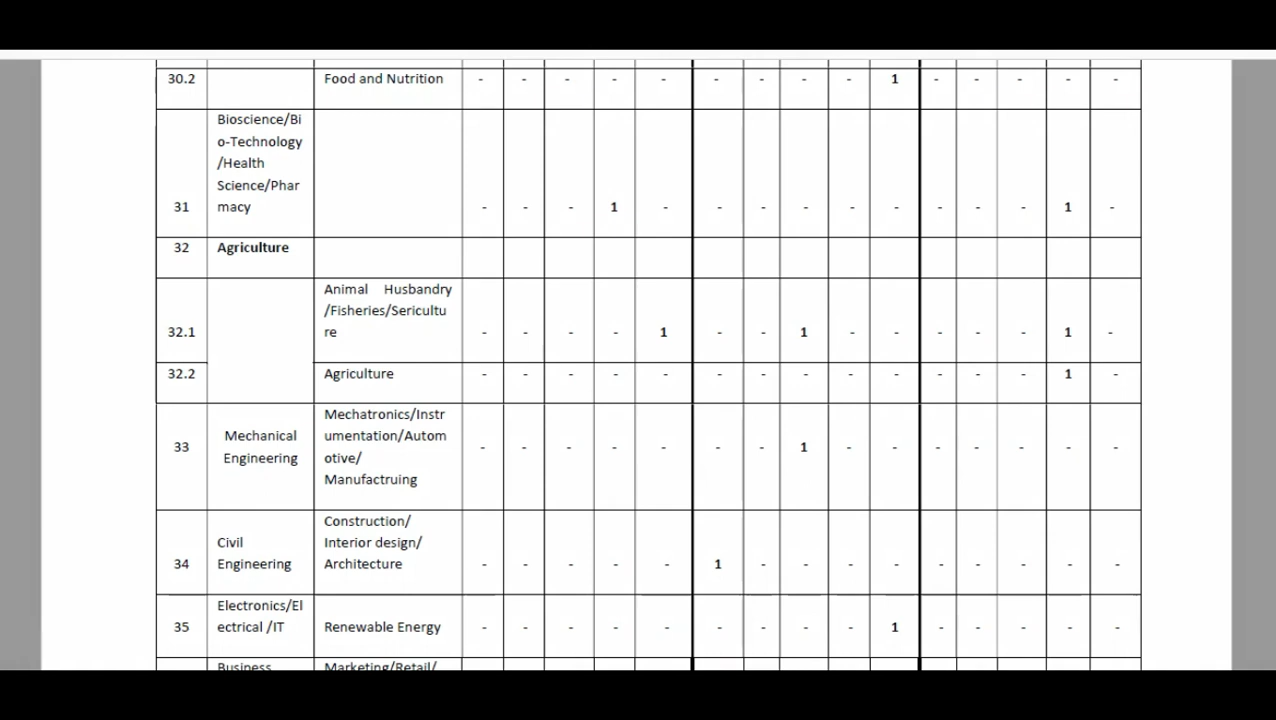 30.2 Food and Nutrition - - - - - - - - - 1 - - - - -
Bioscience/Bi
o-Technology
/Health
Science/Phar
31 macy - - - 1 - - - - - - - - - 1 -
32 Agriculture
Animal Husbandry
/Fisheries/Sericultu
32.1 re - - - - 1 - - 1 - - - - - 1 -
32.2 Agriculture - - - - - - - - - - - - - 1 -
Mechatronics/Instr
Mechanical umentation/Autom
33 - - - - - - - 1 - - - - - - -
Engineering otive/
Manufactruing
Construction/
Civil Interior design/
34 Engineering Architecture - - - - - 1 - - - - - - - - -
Electronics/El
35 ectrical /IT Renewable Energy - - - - - - - - - 1 - - - - -
Business Marketing/Retail/